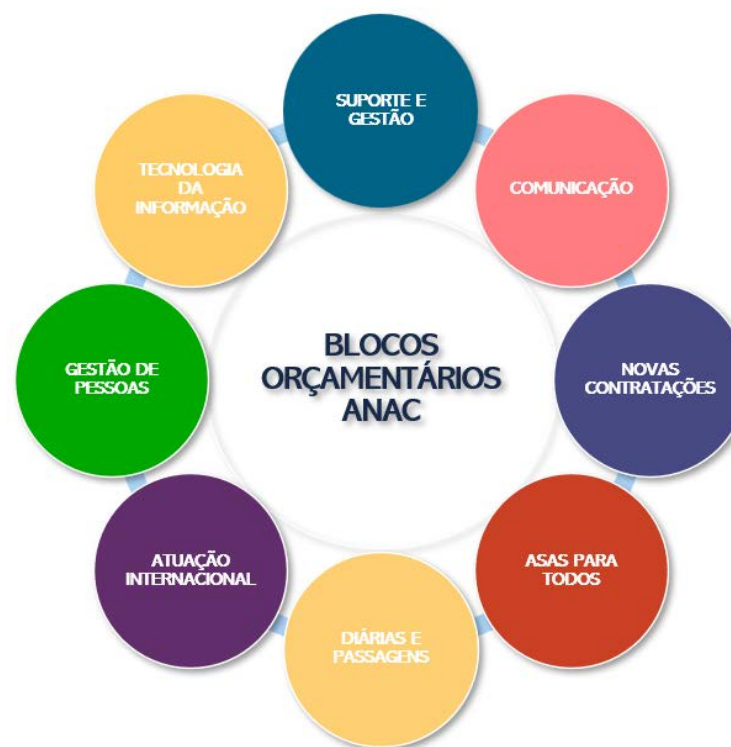 SUPORTE E
GESTÃO
COMUNICAÇÃO
NOVAS
CONTRATAÇÕES
ASAS PARA
TODOS
DIÁRIAS E
PASSAGENS
ATUAÇÃO
INTERNACIONAL
GESTÃO DE
PESSOAS
TECNOLOGIA
DA
INFORMAÇÃO
BLOCOS
ORÇAMENTÁRIOS
ANAC